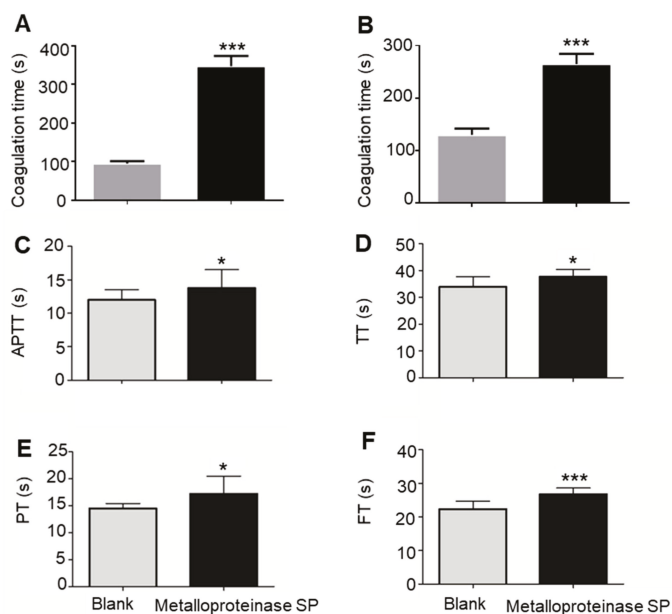 A
Coagulation time (s)
400
300
200
100
0
***
B
Coagulation time (s)
300
200
100
0
***
C
APTT (s)
20
15
10
5
0
*
D
TT (s)
50
40
30
20
10
0
*
E
PT (s)
25
20
15
10
5
0
*
Blank
Metalloproteinase SP
F
FT (s)
40
30
20
10
0
***
Blank
Metalloproteinase SP